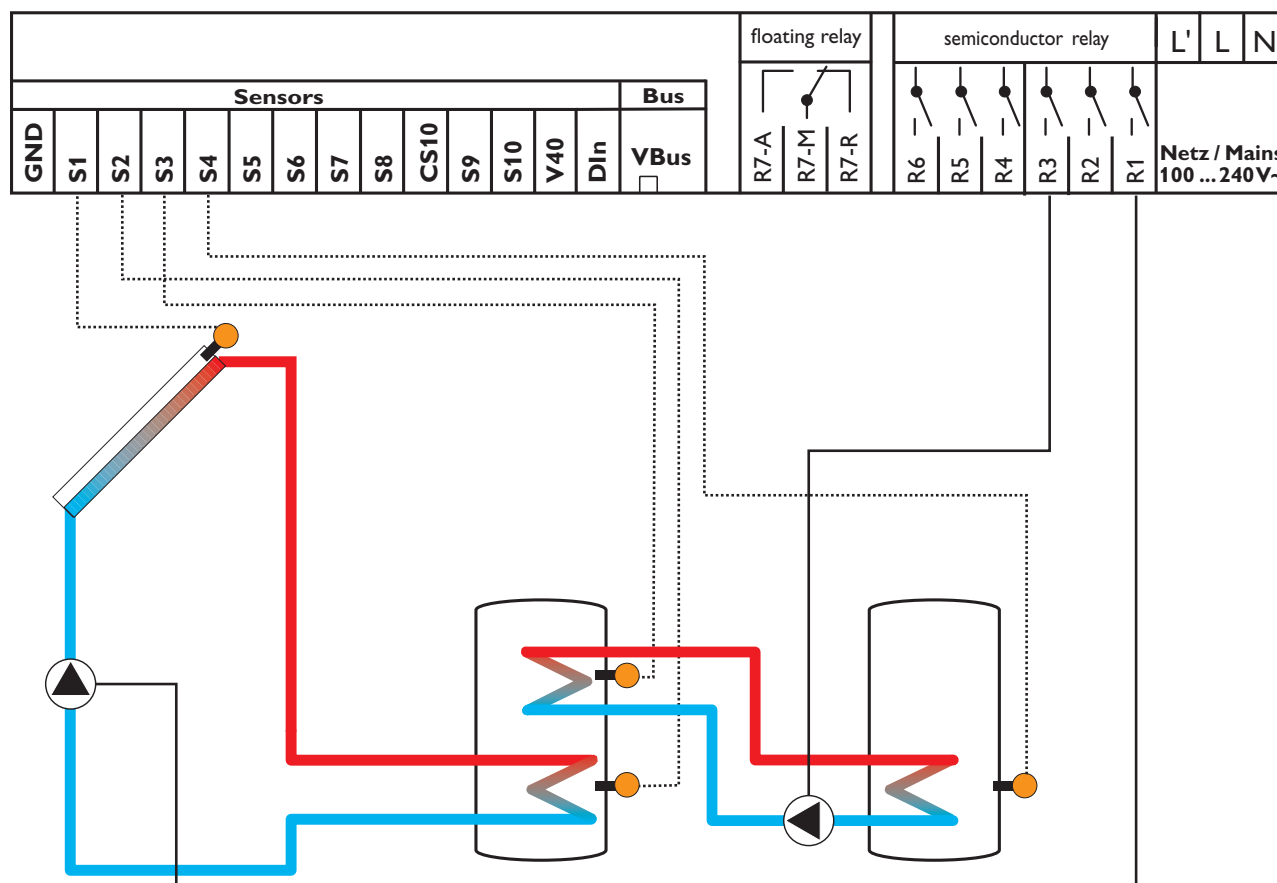 floating relay
semiconductor relay
L' L N
Sensors
Bus
GND
S1
S2
S3
S4
S5
S6
S7
S8
CS10
S9
S10
V40
DIn
VBus
R7-A
R7-M
R7-R
R6
R5
R4
R3
R2
R1
Netz / Mains
100 ... 240 V~